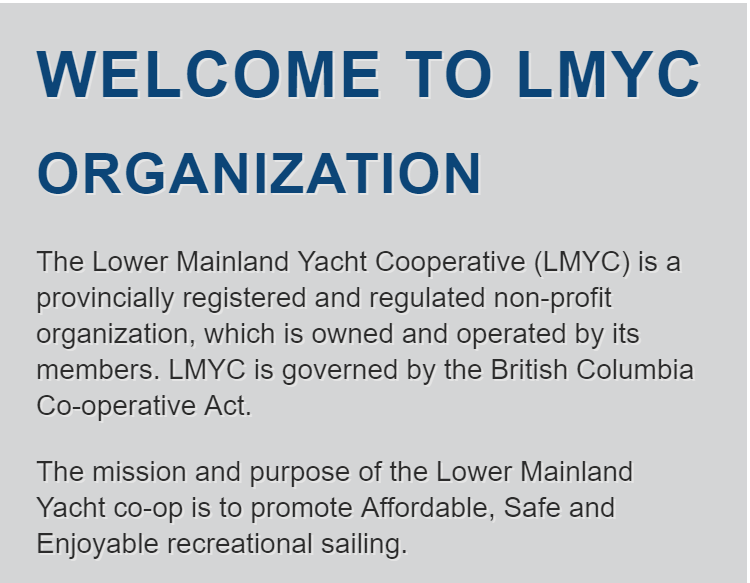 WELCOME TO LMYC
ORGANIZATION
The Lower Mainland Yacht Cooperative (LMYC) is a
provincially registered and regulated non-profit
organization, which is owned and operated by its
members. LMYC is governed by the British Columbia
Co-operative Act.
The mission and purpose of the Lower Mainland
Yacht co-op is to promote Affordable, Safe and
Enjoyable recreational sailing.